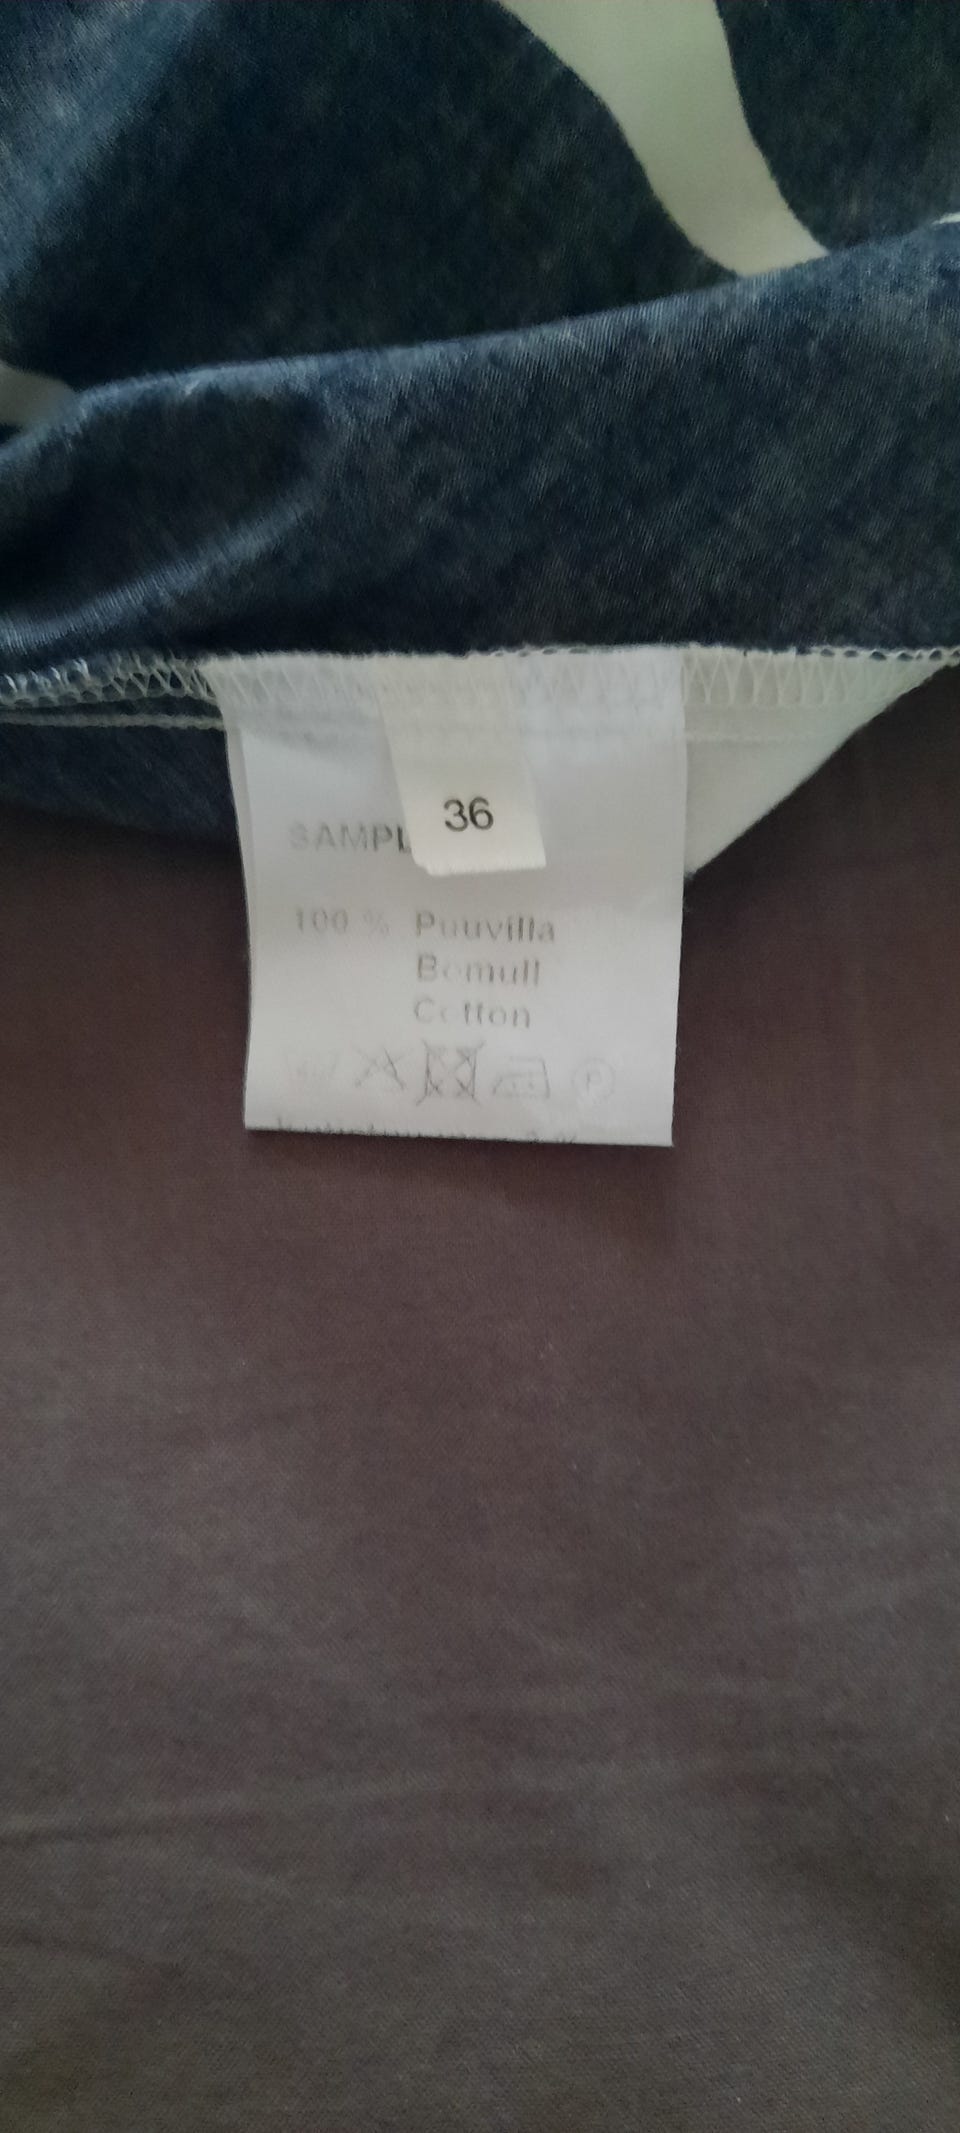 36
SAMPL
100 % Puuvilla
Bomull
Cotton
P